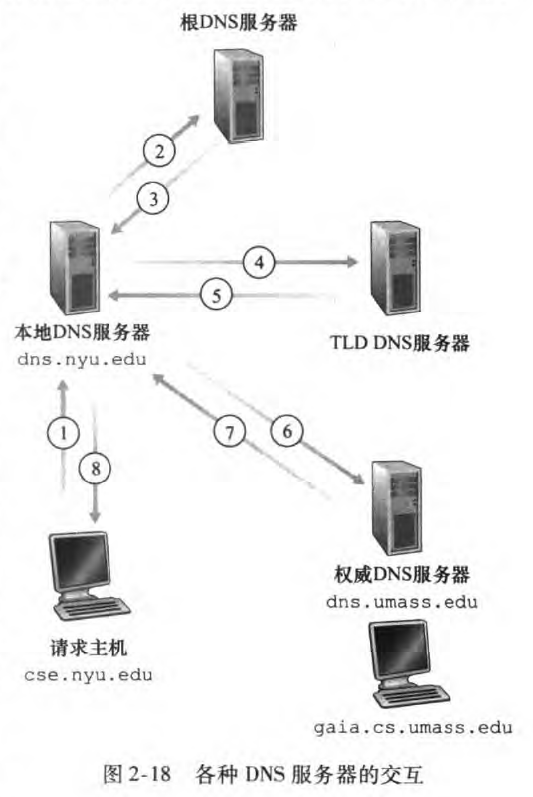 根DNS服务器
2
3
4
5
本地DNS服务器
dns.nyu.edu
TLD DNS服务器
1
8
7
6
权威DNS服务器
dns.umass.edu
请求主机
cse.nyu.edu
gaia.cs.umass.edu
图 2-18 各种 DNS 服务器的交互